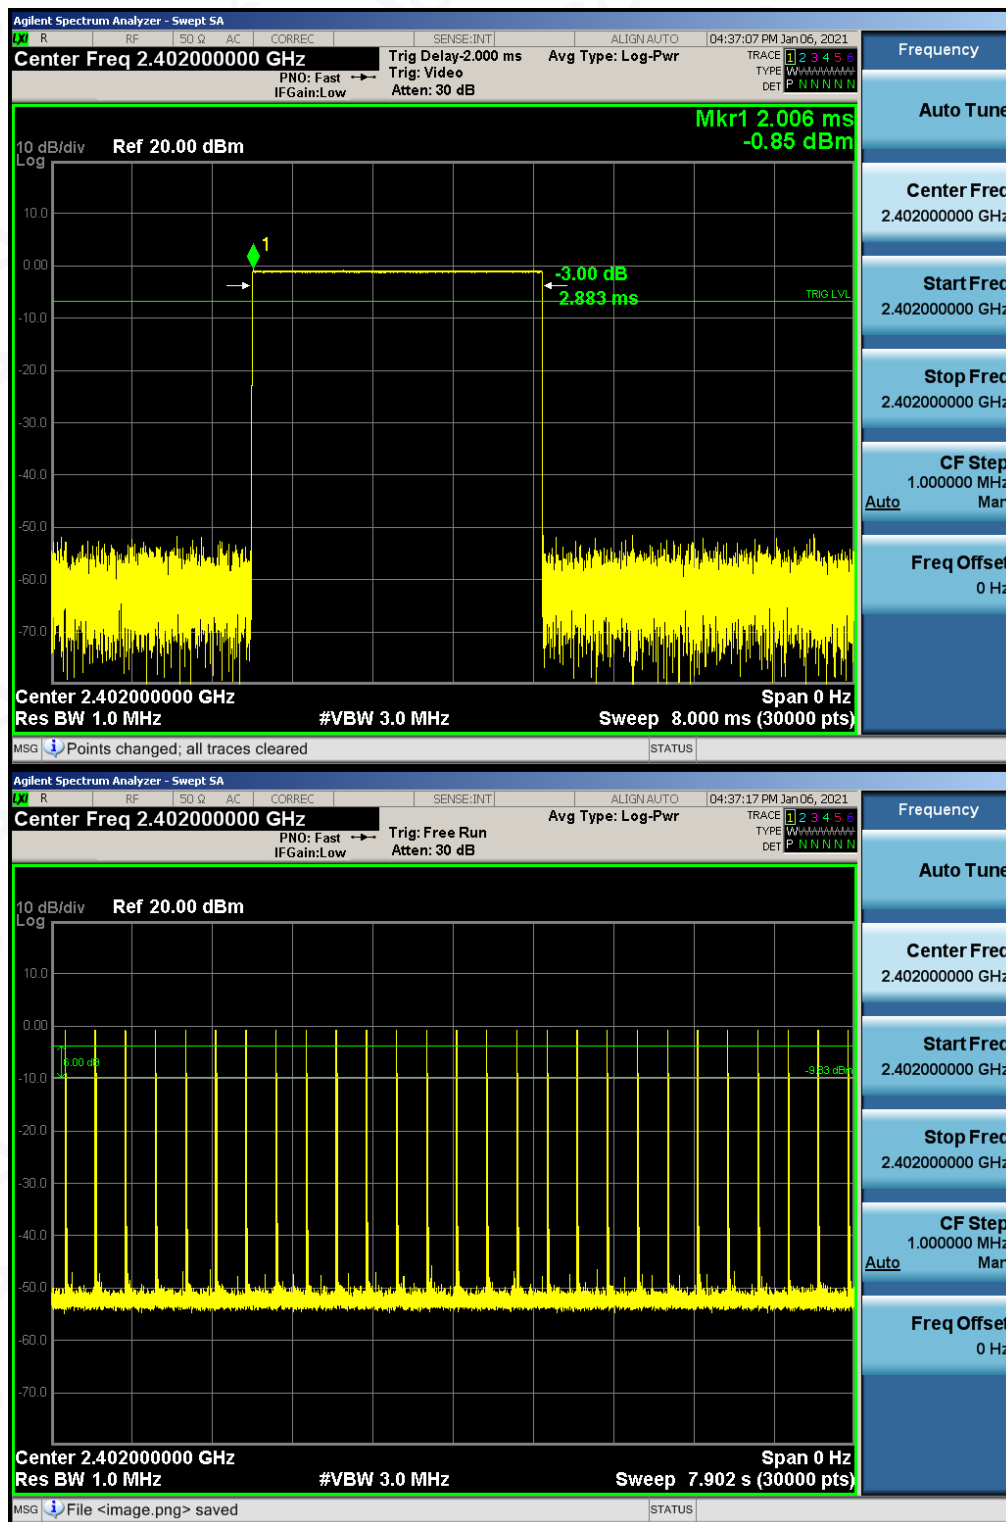 Agilent Spectrum Analyzer - Swept SA
LXI R RF 50 Ω AC CORREC SENSE:INT ALIGN AUTO 04:37:07 PM Jan 06, 2021
Center Freq 2.402000000 GHz
PNO: Fast
IFGain:Low
Trig Delay-2.000 ms
Trig: Video
Atten: 30 dB
Avg Type: Log-Pwr
TRACE 1 2 3 4 5 6
TYPE
DET P N N N N N
Mkr1 2.006 ms
-0.85 dBm
10 dB/div Ref 20.00 dBm
Log
10.0
0.00
-10.0
-20.0
-30.0
-40.0
-50.0
-60.0
-70.0
1
-3.00 dB
2.883 ms
TRIG LVL
Center 2.402000000 GHz Span 0 Hz
Res BW 1.0 MHz #VBW 3.0 MHz Sweep 8.000 ms (30000 pts)
MSG Points changed; all traces cleared STATUS
Frequency
Auto Tune
Center Freq
2.402000000 GHz
Start Freq
2.402000000 GHz
Stop Freq
2.402000000 GHz
CF Step
1.000000 MHz
Auto Man
Freq Offset
0 Hz
Agilent Spectrum Analyzer - Swept SA
LXI R RF 50 Ω AC CORREC SENSE:INT ALIGN AUTO 04:37:17 PM Jan 06, 2021
Center Freq 2.402000000 GHz
PNO: Fast
IFGain:Low
Trig: Free Run
Atten: 30 dB
Avg Type: Log-Pwr
TRACE 1 2 3 4 5 6
TYPE
DET P N N N N N
10 dB/div Ref 20.00 dBm
Log
10.0
0.00
-10.0
-20.0
-30.0
-40.0
-50.0
-60.0
-70.0
6.00 dB
Center 2.402000000 GHz Span 0 Hz
Res BW 1.0 MHz #VBW 3.0 MHz Sweep 7.902 s (30000 pts)
MSG File <image.png> saved STATUS
Frequency
Auto Tune
Center Freq
2.402000000 GHz
Start Freq
2.402000000 GHz
Stop Freq
2.402000000 GHz
CF Step
1.000000 MHz
Auto Man
Freq Offset
0 Hz